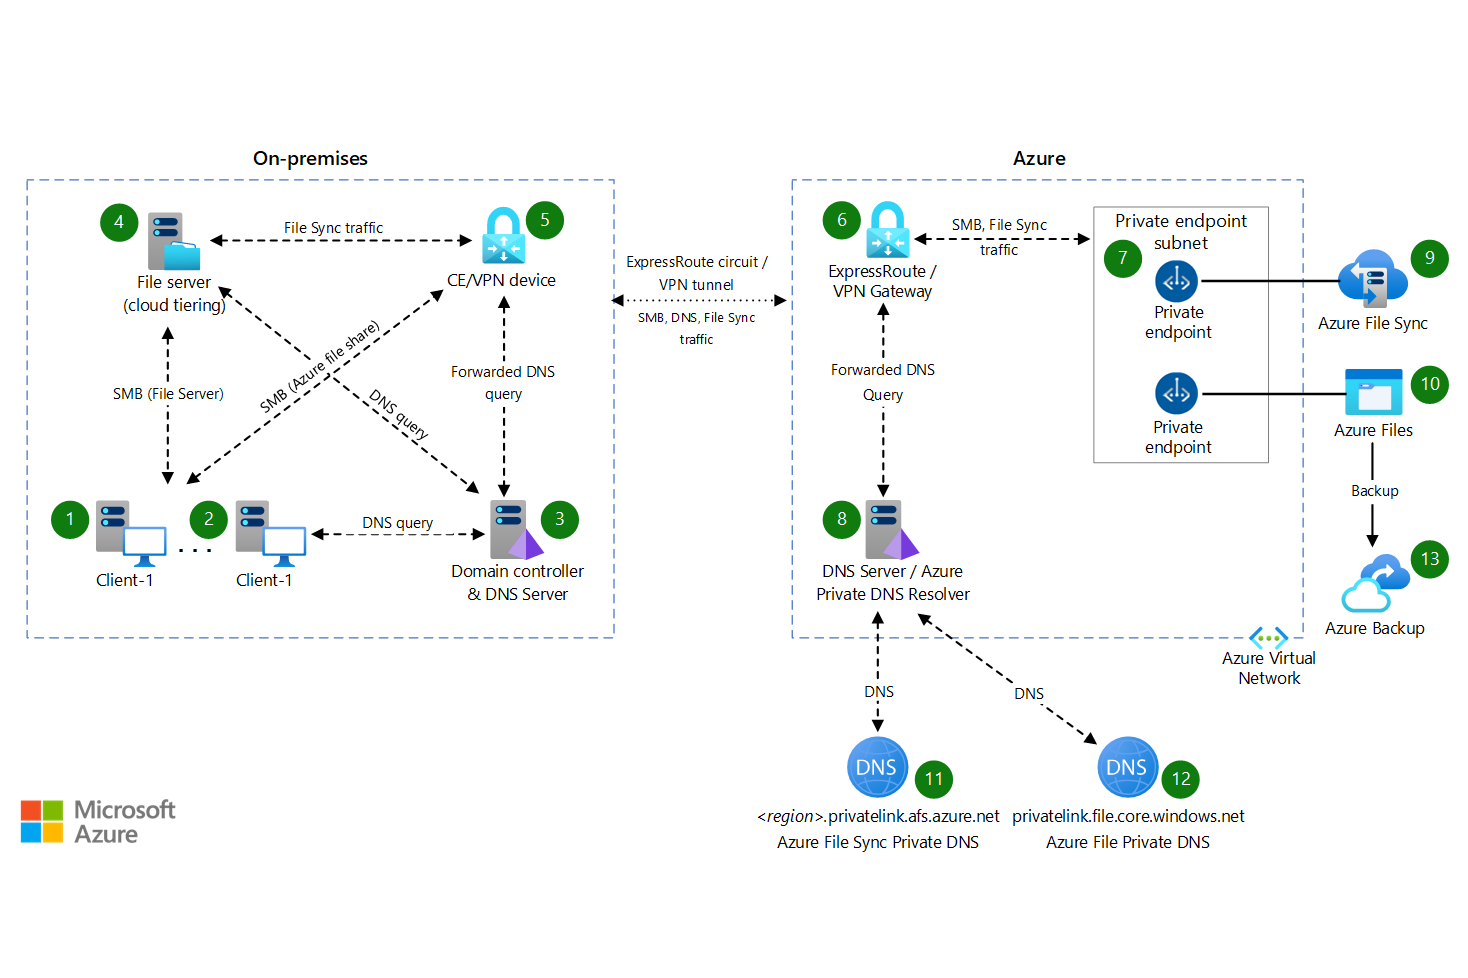 On-premises
4
File server
(cloud tiering)
File Sync traffic
5
CE/VPN device
SMB (File Server)
SMB (Azure file share)
DNS query
Forwarded DNS
query
1
Client-1
...
2
Client-1
DNS query
3
Domain controller
& DNS Server
ExpressRoute circuit /
VPN tunnel
SMB, DNS, File Sync
traffic
Azure
6
ExpressRoute /
VPN Gateway
SMB, File Sync
traffic
Private endpoint
subnet
7
Private
endpoint
Private
endpoint
Forwarded DNS
Query
8
DNS Server / Azure
Private DNS Resolver
9
Azure File Sync
10
Azure Files
Backup
13
Azure Backup
Azure Virtual
Network
DNS
DNS
DNS
11
<region>.privatelink.afs.azure.net
Azure File Sync Private DNS
DNS
12
privatelink.file.core.windows.net
Azure File Private DNS
Microsoft
Azure